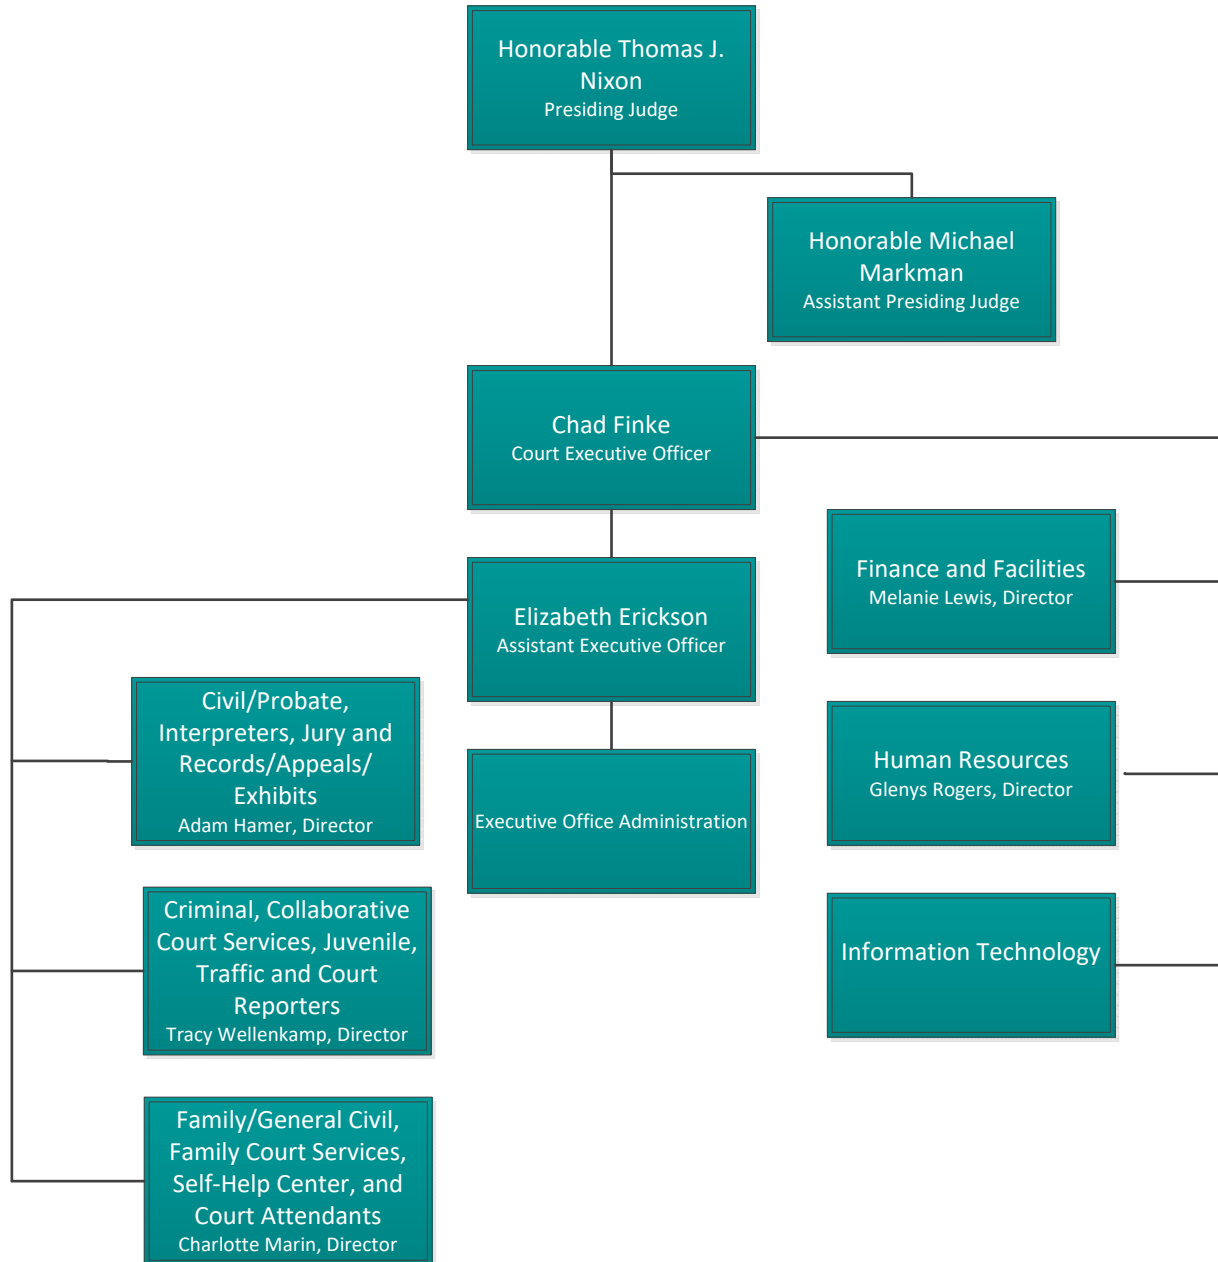 Honorable Thomas J.
Nixon
Presiding Judge
Honorable Michael
Markman
Assistant Presiding Judge
Chad Finke
Court Executive Officer
Finance and Facilities
Melanie Lewis, Director
Elizabeth Erickson
Assistant Executive Officer
Civil/Probate,
Interpreters, Jury and
Records/Appeals/
Exhibits
Adam Hamer, Director
Executive Office Administration
Human Resources
Glenys Rogers, Director
Criminal, Collaborative
Court Services, Juvenile,
Traffic and Court
Reporters
Tracy Wellenkamp, Director
Information Technology
Family/General Civil,
Family Court Services,
Self-Help Center, and
Court Attendants
Charlotte Marin, Director